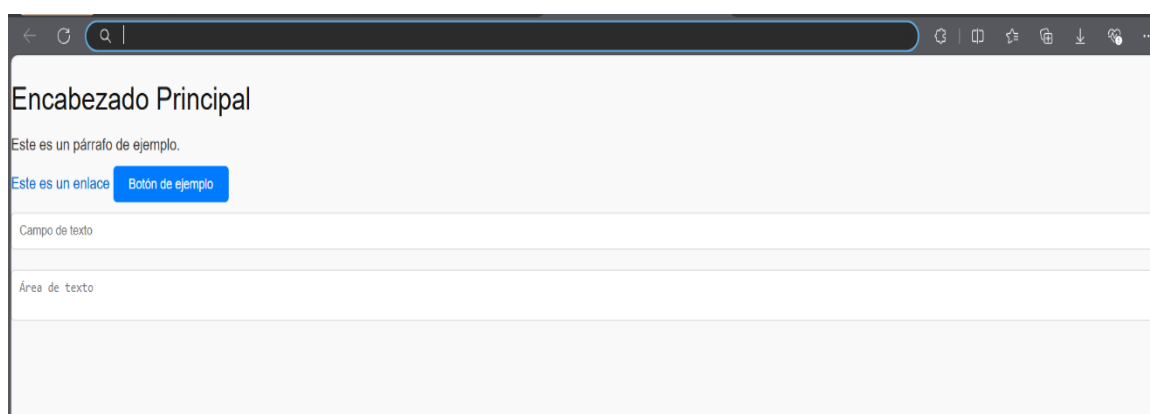 Encabezado Principal
Este es un párrafo de ejemplo.
Este es un enlace Botón de ejemplo
Campo de texto
Área de texto